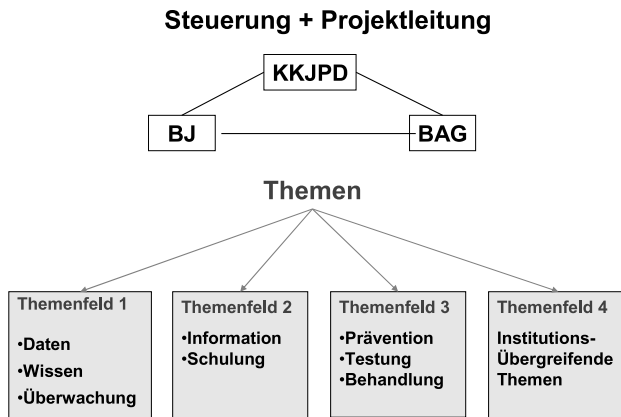 Steuerung + Projektleitung
KKJPD
BJ
BAG
Themen
Themenfeld 1
•Daten
•Wissen
•Überwachung
Themenfeld 2
•Information
•Schulung
Themenfeld 3
•Prävention
•Testung
•Behandlung
Themenfeld 4
Institutions-
Übergreifende
Themen